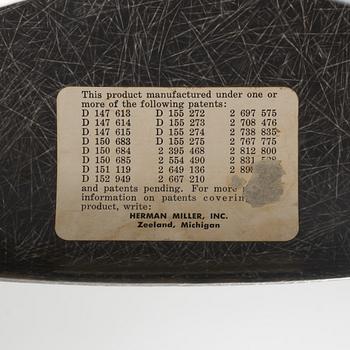 This product manufactured under one or
more of the following patents:
D 147 613 D 155 272 2 697 575
D 147 614 D 155 273 2 708 476
D 147 615 D 155 274 2 738 835
D 150 683 D 155 275 2 767 775
D 150 684 2 395 468 2 812 800
D 150 685 2 554 490 2 831
D 151 119 2 649 136 2
D 152 949 2 667 210
and patents pending. For more
information on patents covering
product, write:
HERMAN MILLER, INC.
Zeeland, Michigan